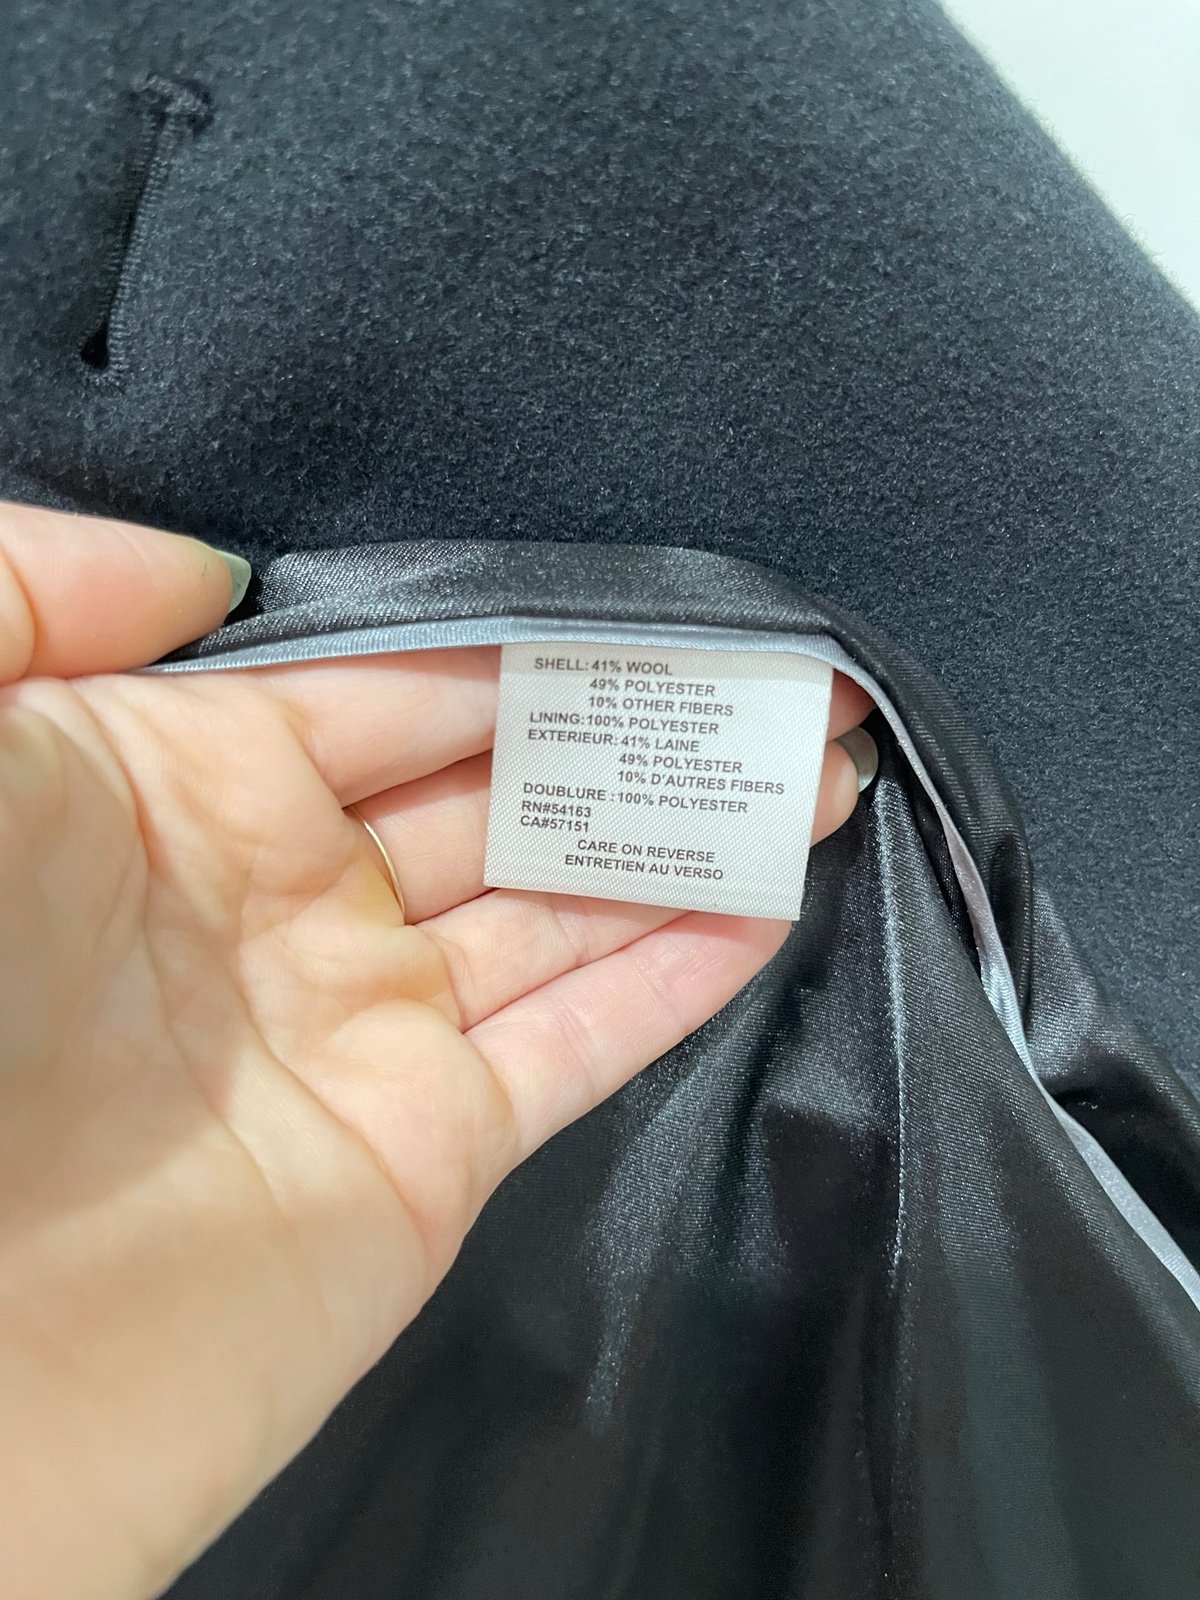 SHELL: 41% WOOL
49% POLYESTER
10% OTHER FIBERS
LINING: 100% POLYESTER
EXTERIEUR: 41% LAINE
49% POLYESTER
10% D'AUTRES FIBERS
DOUBLURE : 100% POLYESTER
RN#54163
CA#57151
CARE ON REVERSE
ENTRETIEN AU VERSO